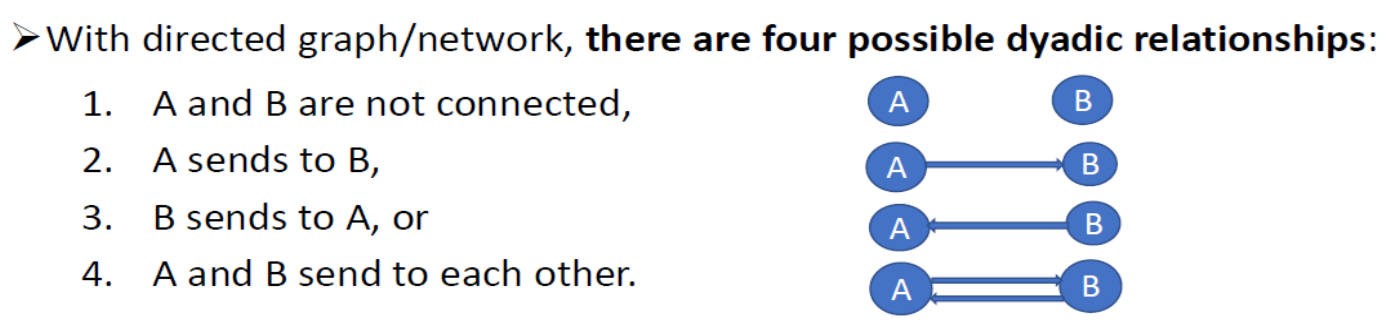 ➢With directed graph/network, there are four possible dyadic relationships:
1. A and B are not connected,
A B
2. A sends to B,
A B
3. B sends to A, or
A B
4. A and B send to each other.
A B